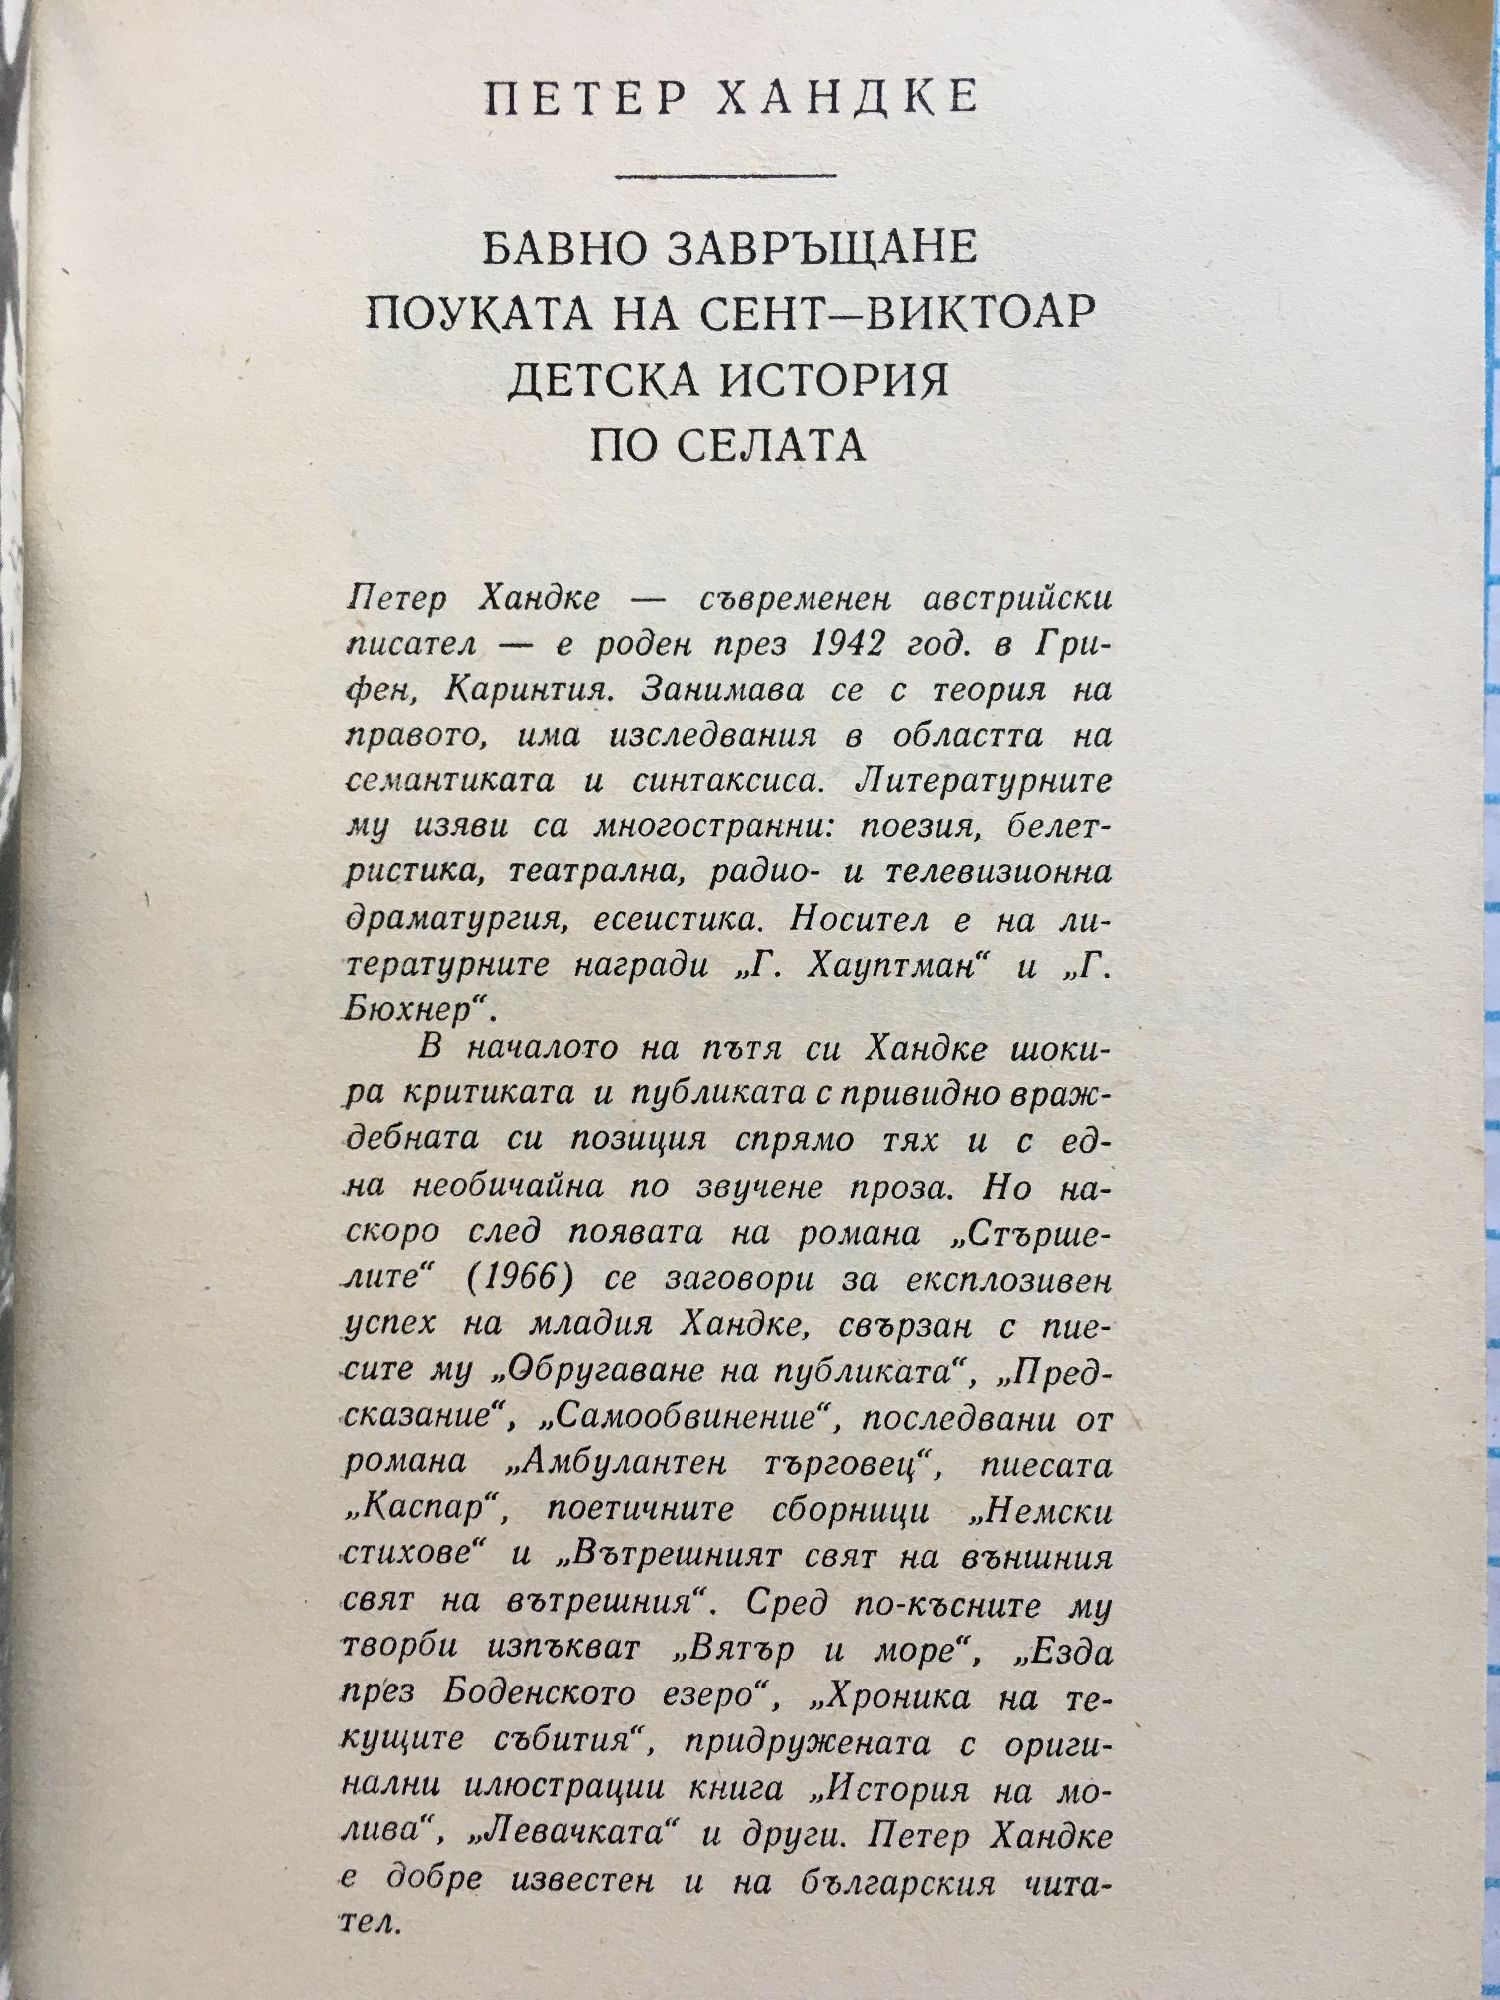 ПЕТЕР ХАНДКЕ
БАВНО ЗАВРЪЩАНЕ
ПОУКАТА НА СЕНТ—ВИКТОАР
ДЕТСКА ИСТОРИЯ
ПО СЕЛАТА
Петер Хандке — съвременен австрийски
писател — е роден през 1942 год. в Гри-
фен, Каринтия. Занимава се с теория на
правото, има изследвания в областта на
семантиката и синтаксиса. Литературните
му изяви са многостранни: поезия, белет-
ристика, театрална, радио- и телевизионна
драматургия, есеистика. Носител е на ли-
тературните награди „Г. Хауптман“ и „Г.
Бюхнер“.
В началото на пътя си Хандке шоки-
ра критиката и публиката с привидно враж-
дебната си позиция спрямо тях и с ед-
на необичайна по звучене проза. Но на-
скоро след появата на романа „Стърше-
лите“ (1966) се заговори за експлозивен
успех на младия Хандке, свързан с пие-
сите му „Обругаване на публиката“, „Пред-
сказание“, „Самообвинение“, последвани от
романа „Амбулантен търговец“, пиесата
„Каспар“, поетичните сборници „Немски
стихове“ и „Вътрешният свят на външния
свят на вътрешния“. Сред по-късните му
творби изпъкват „Вятър и море“, „Езда
през Боденското езеро“, „Хроника на те-
кущите събития“, придружената с ориги-
нални илюстрации книга „История на мо-
лива“, „Левачката“ и други. Петер Хандке
е добре известен и на българския чита-
тел.